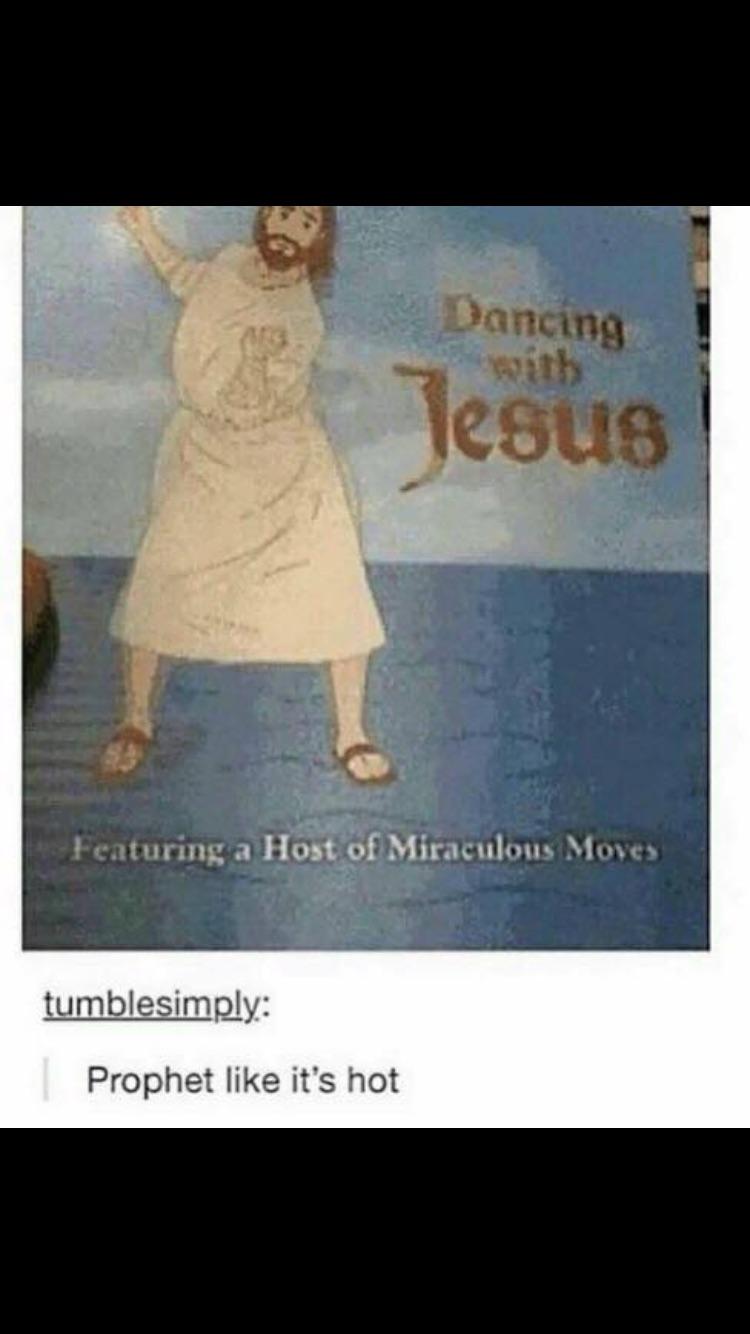 Dancing
with
Jesus
Featuring a Host of Miraculous Moves
tumblesimply:
Prophet like it's hot